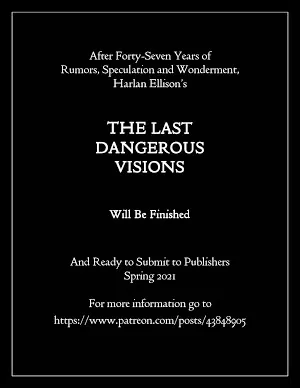 After Forty-Seven Years of
Rumors, Speculation and Wonderment,
Harlan Ellison's
THE LAST
DANGEROUS
VISIONS
Will Be Finished
And Ready to Submit to Publishers
Spring 2021
For more information go to
https://www.patreon.com/posts/43848905